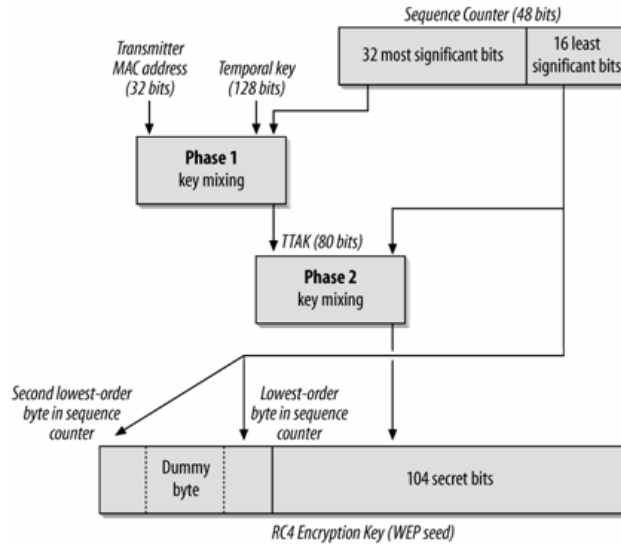 Sequence Counter (48 bits)
Transmitter
MAC address
(32 bits)
Temporal key
(128 bits)
32 most significant bits
16 least
significant bits
Phase 1
key mixing
TTAK (80 bits)
Phase 2
key mixing
Second lowest-order
byte in sequence
counter
Lowest-order
byte in sequence
counter
Dummy
byte
104 secret bits
RC4 Encryption Key (WEP seed)